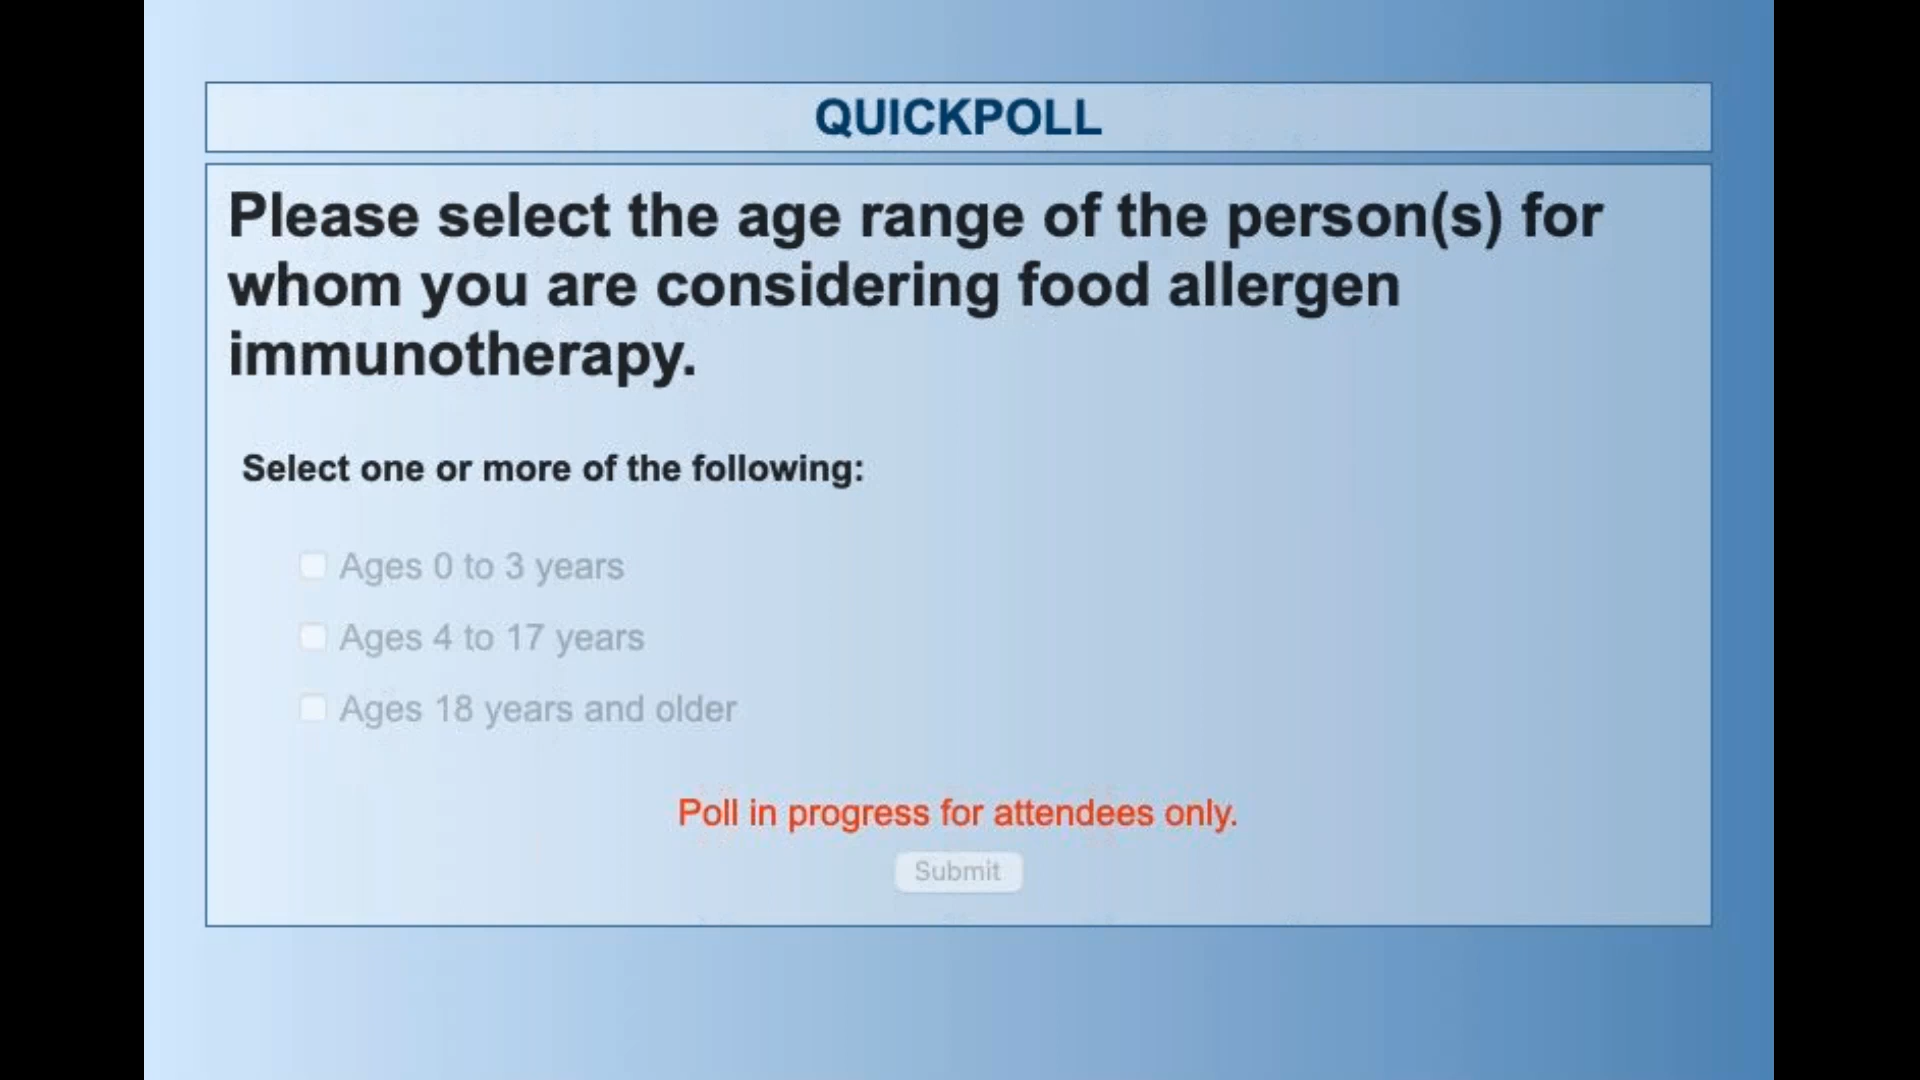 QUICKPOLL
Please select the age range of the person(s) for
whom you are considering food allergen
immunotherapy.
Select one or more of the following:
Ages 0 to 3 years
Ages 4 to 17 years
Ages 18 years and older
Poll in progress for attendees only.
Submit